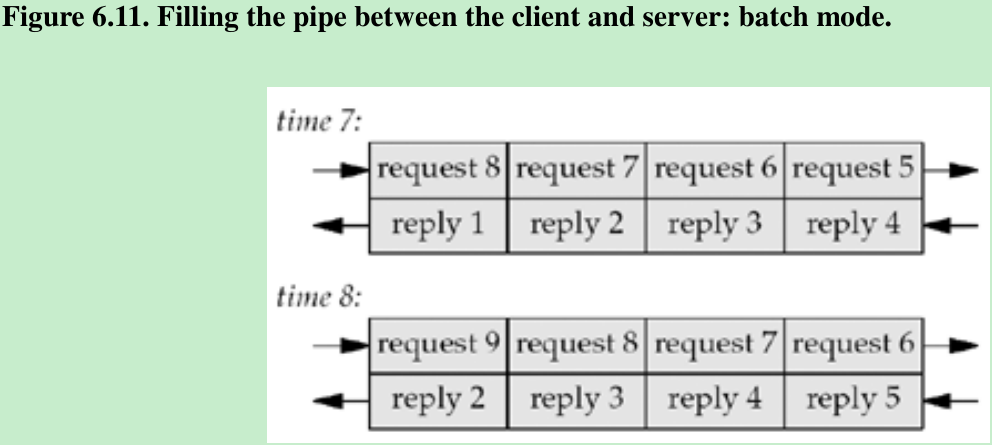 Figure 6.11. Filling the pipe between the client and server: batch mode.
time 7:
request 8 request 7 request 6 request 5
reply 1 reply 2 reply 3 reply 4
time 8:
request 9 request 8 request 7 request 6
reply 2 reply 3 reply 4 reply 5